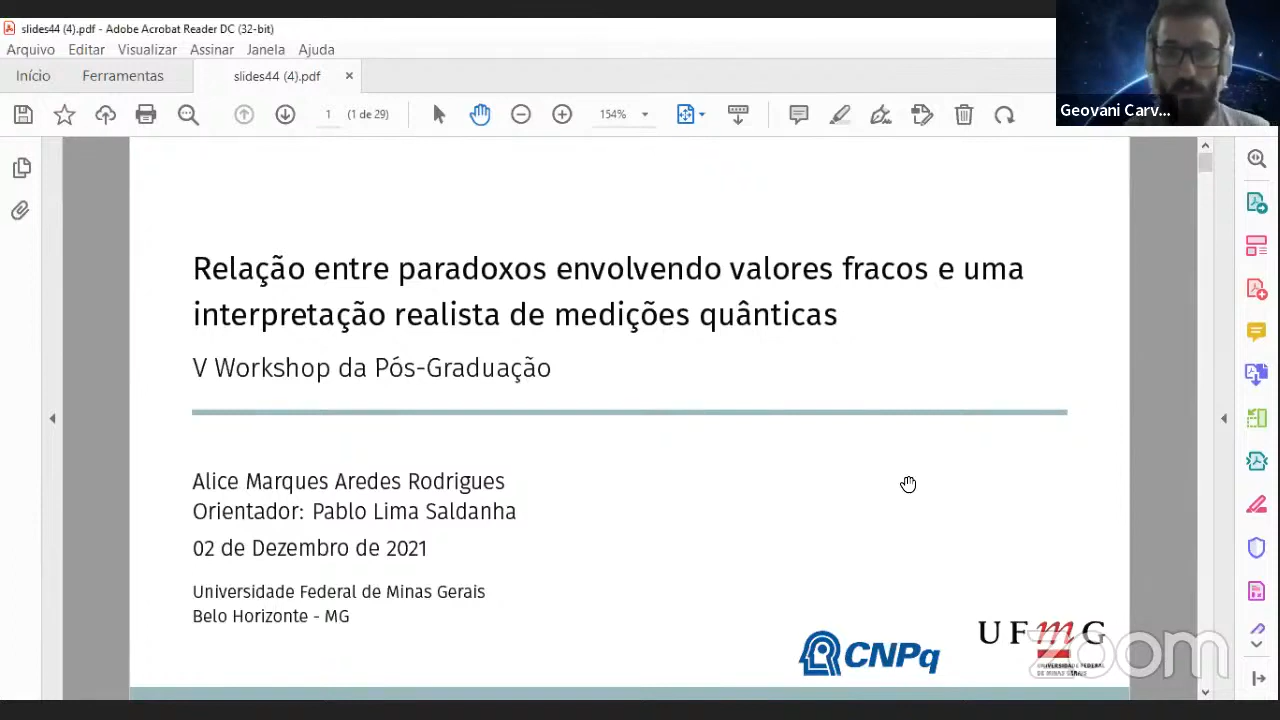 slides44 (4).pdf - Adobe Acrobat Reader DC (32-bit)
Arquivo Editar Visualizar Assinar Janela Ajuda
Início Ferramentas slides44 (4).pdf ×
1 (1 de 29) 154%
Geovani Carv...
Relação entre paradoxos envolvendo valores fracos e uma
interpretação realista de medições quânticas
V Workshop da Pós-Graduação
Alice Marques Aredes Rodrigues
Orientador: Pablo Lima Saldanha
02 de Dezembro de 2021
Universidade Federal de Minas Gerais
Belo Horizonte - MG
CNPq
UFmG
UNIVERSIDADE FEDERAL
DE MINAS GERAIS
zoom